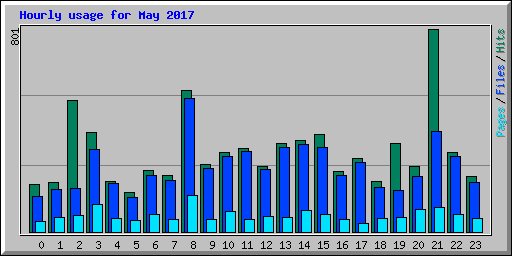 Hourly usage for May 2017
801
Pages / Files / Hits
0 1 2 3 4 5 6 7 8 9 10 11 12 13 14 15 16 17 18 19 20 21 22 23